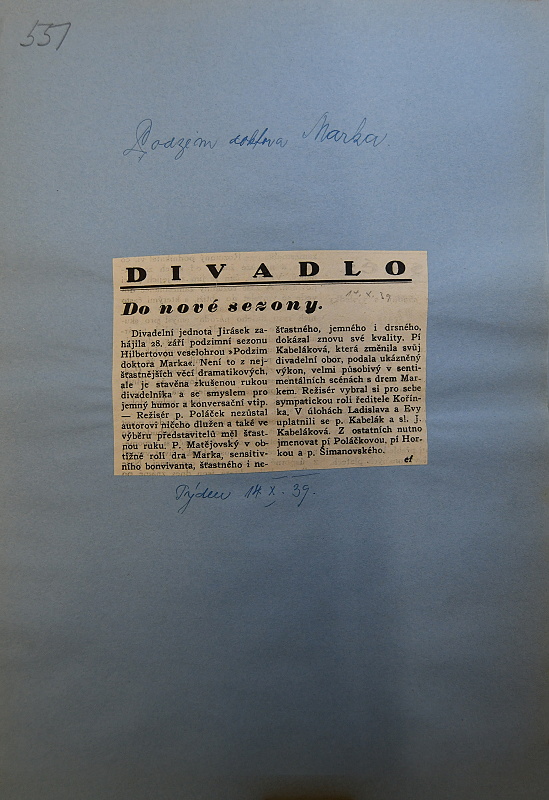 551
Podzim doktora Marka.
DIVADLO
14. X. 39
Do nové sezony.
Divadelní jednota Jirásek za-
hájila 28. září podzimní sezonu
Hilbertovou veselohrou »Podzim
doktora Marka«. Není to z nej-
šťastnějších věcí dramatických,
ale je stavěna zkušenou rukou
divadelníka a se smyslem pro
jemný humor a konversační vtip.
— Režisér p. Poláček nezůstal
autorovi ničeho dlužen a také ve
výběru představitelů měl šťast-
nou ruku. P. Matějovský v ob-
tížné roli dra Marka, sensitiv-
ního bonvivanta, šťastného i ne-
šťastného, jemného i drsného,
dokázal znovu své kvality. Pí
Kabeláková, která změnila svůj
divadelní obor, podala ukázněný
výkon, velmi působivý v senti-
mentálních scénách s drem Mar-
kem. Režisér vybral si pro sebe
sympatickou roli ředitele Kořín-
ka, V úlohách Ladislava a Evy
uplatnili se p. Kabelák a sl. J.
Kabeláková. Z ostatních nutno
jmenovat pí Poláčkovou, pí Hor-
kou a p. Šimanovského.
ef
Týden 14. X. 39.